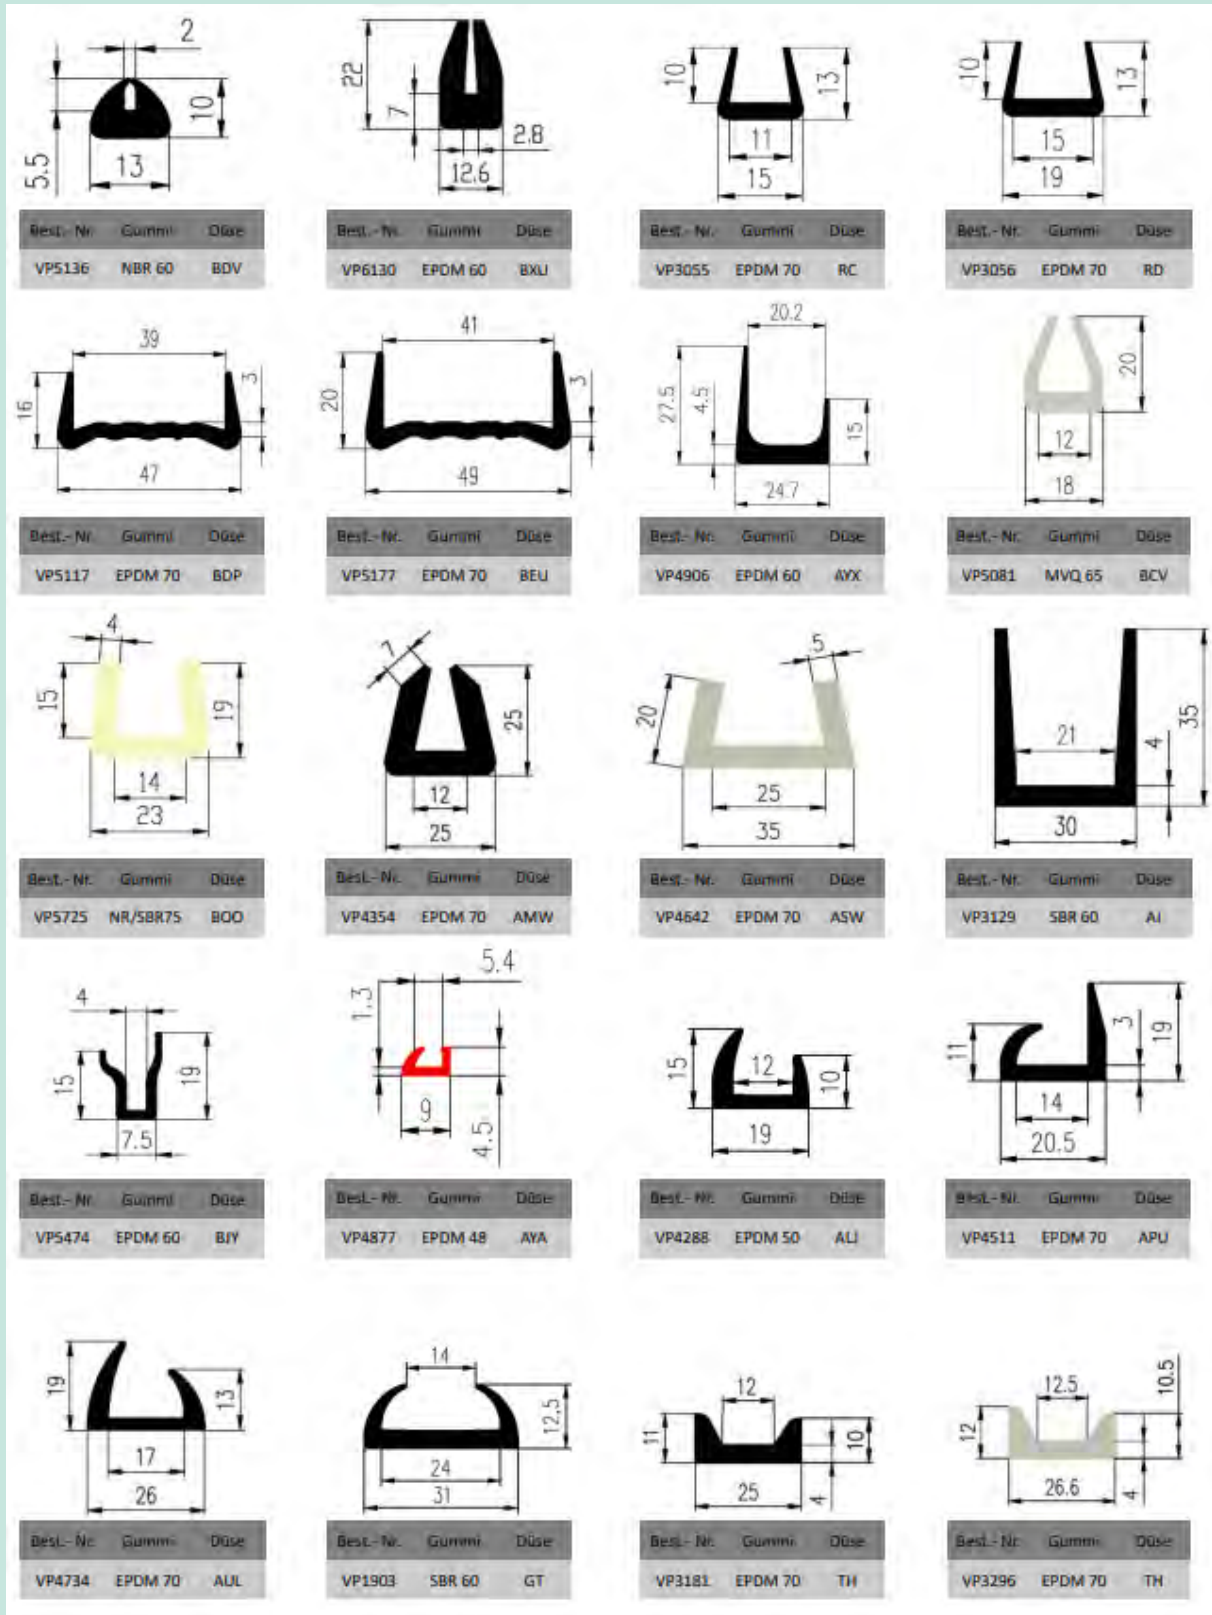 2
10
5.5
13
22
7
2.8
12.6
10
13
11
15
10
13
15
19
Best.- Nr. Gummi Düse
VP5136 NBR 60 BDV
Best.- Nr. Gummi Düse
VP6130 EPDM 60 BXU
Best.- Nr. Gummi Düse
VP3055 EPDM 70 RC
Best.- Nr. Gummi Düse
VP3056 EPDM 70 RD
39
16
3
47
41
20
3
49
20.2
27.5
4.5
15
24.7
20
12
18
Best.- Nr. Gummi Düse
VP5117 EPDM 70 BDP
Best.- Nr. Gummi Düse
VP5177 EPDM 70 BEU
Best.- Nr. Gummi Düse
VP4906 EPDM 60 AYX
Best.- Nr. Gummi Düse
VP5081 MVQ 65 BCV
4
15
19
14
23
7
25
12
25
5
20
25
35
35
21
4
30
Best.- Nr. Gummi Düse
VP5725 NR/SBR75 BOO
Best.- Nr. Gummi Düse
VP4354 EPDM 70 AMW
Best.- Nr. Gummi Düse
VP4642 EPDM 70 ASW
Best.- Nr. Gummi Düse
VP3129 SBR 60 AI
4
15
19
7.5
5.4
1.3
9
4.5
15
12
10
19
11
3
19
14
20.5
Best.- Nr. Gummi Düse
VP5474 EPDM 60 BJY
Best.- Nr. Gummi Düse
VP4877 EPDM 48 AYA
Best.- Nr. Gummi Düse
VP4288 EPDM 50 ALJ
Best.- Nr. Gummi Düse
VP4511 EPDM 70 APU
19
13
17
26
14
12,5
24
31
12
11
10
25
4
12.5
10.5
12
26.6
4
Best.- Nr. Gummi Düse
VP4734 EPDM 70 AUL
Best.- Nr. Gummi Düse
VP1903 SBR 60 GT
Best.- Nr. Gummi Düse
VP3181 EPDM 70 TH
Best.- Nr. Gummi Düse
VP3296 EPDM 70 TH